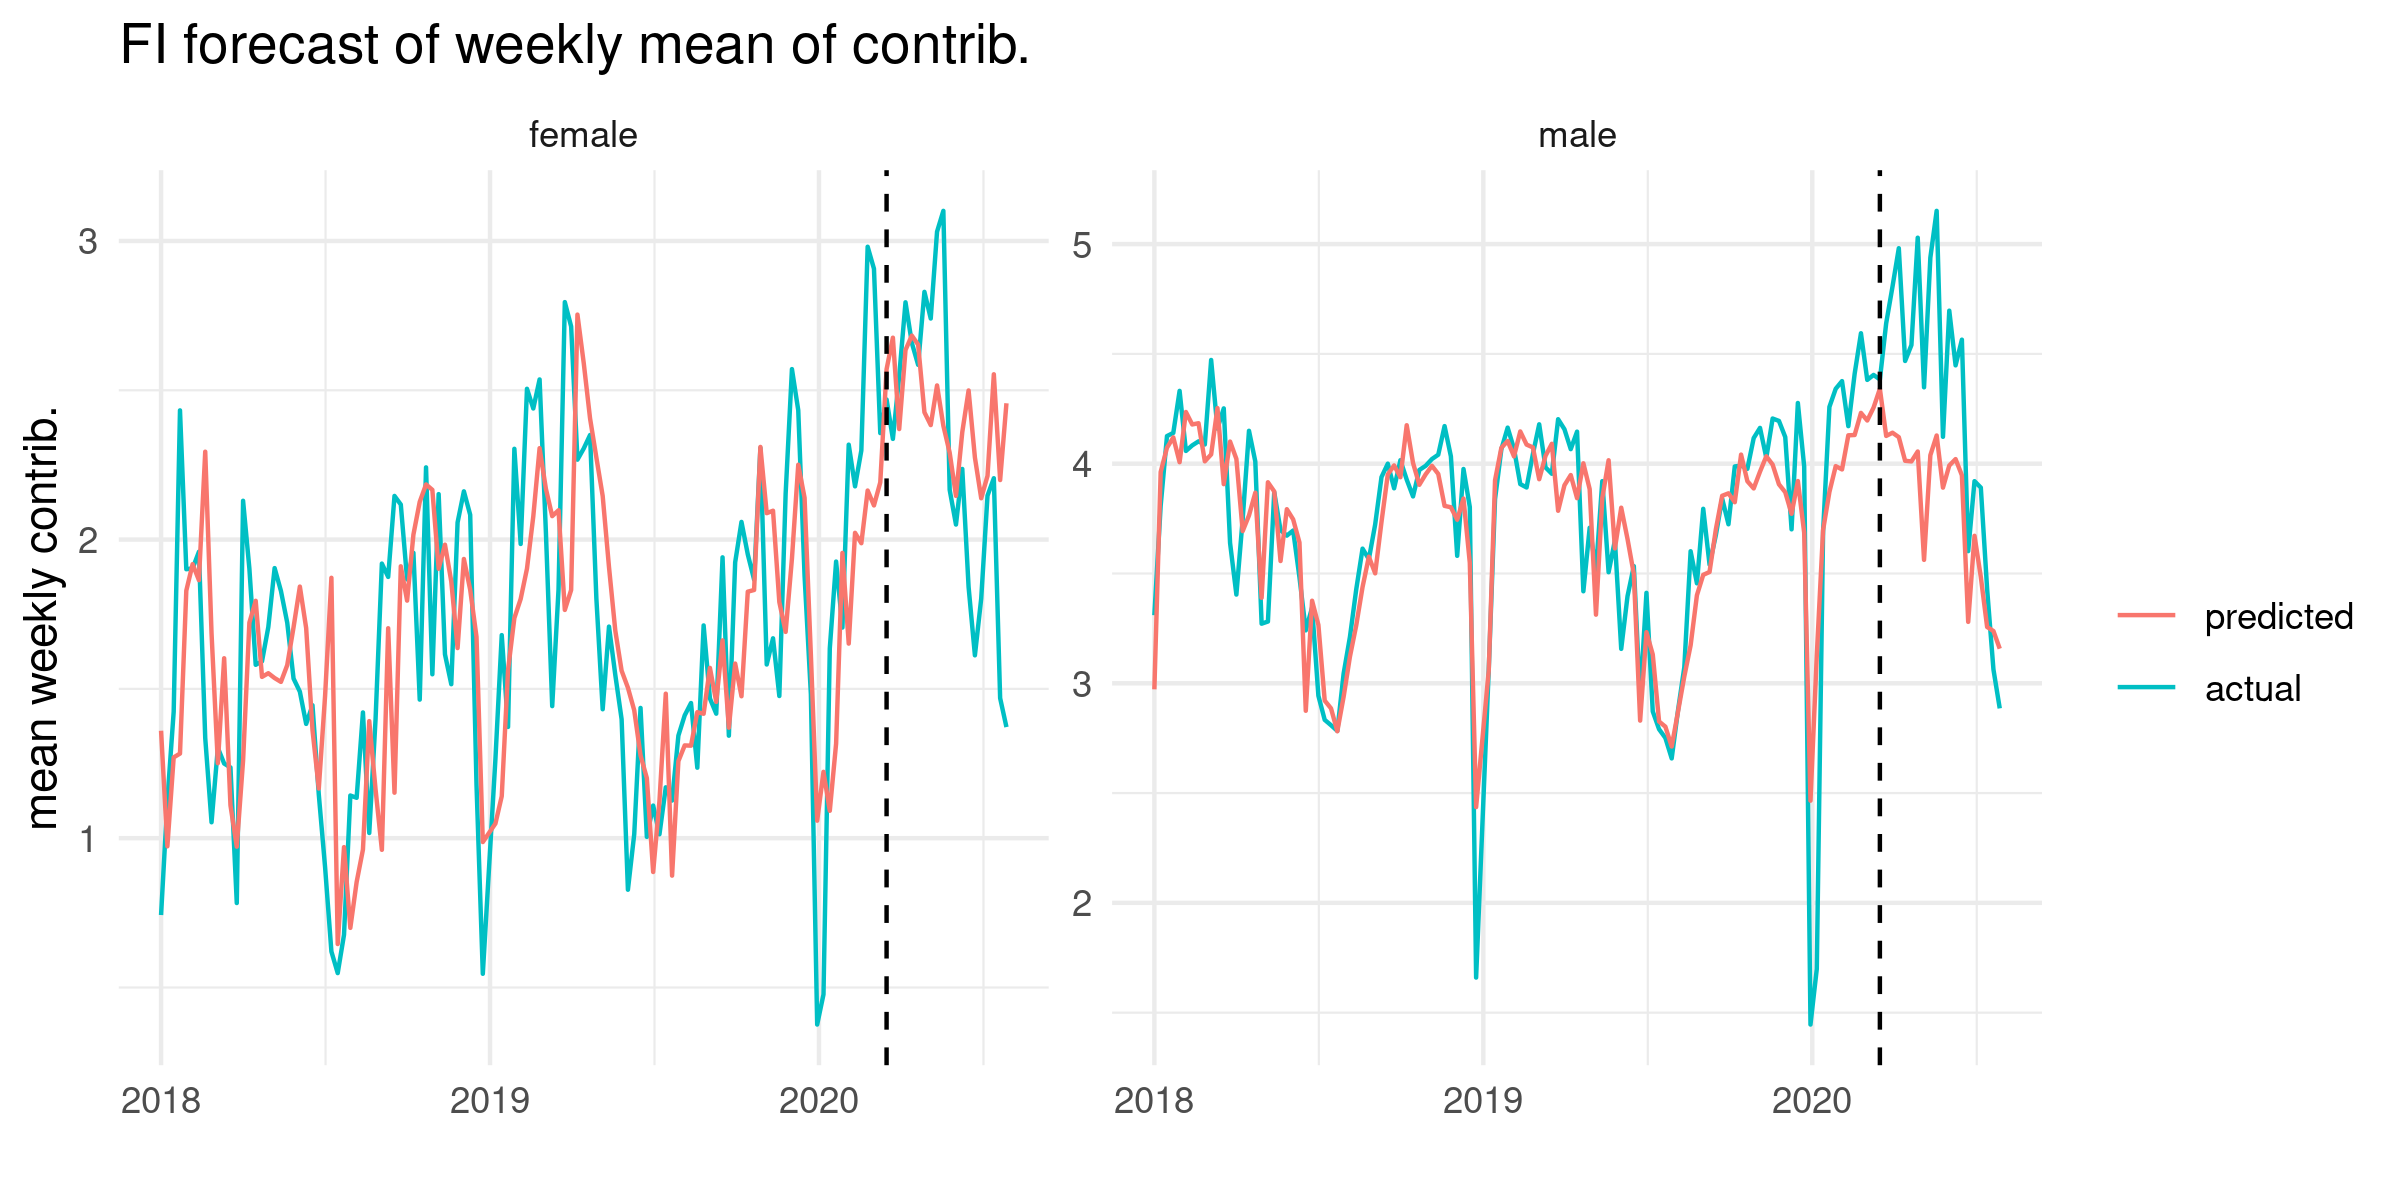 FI forecast of weekly mean of contrib.
female
male
mean weekly contrib.
3
2
1
5
4
3
2
2018
2019
2020
2018
2019
2020
predicted
actual